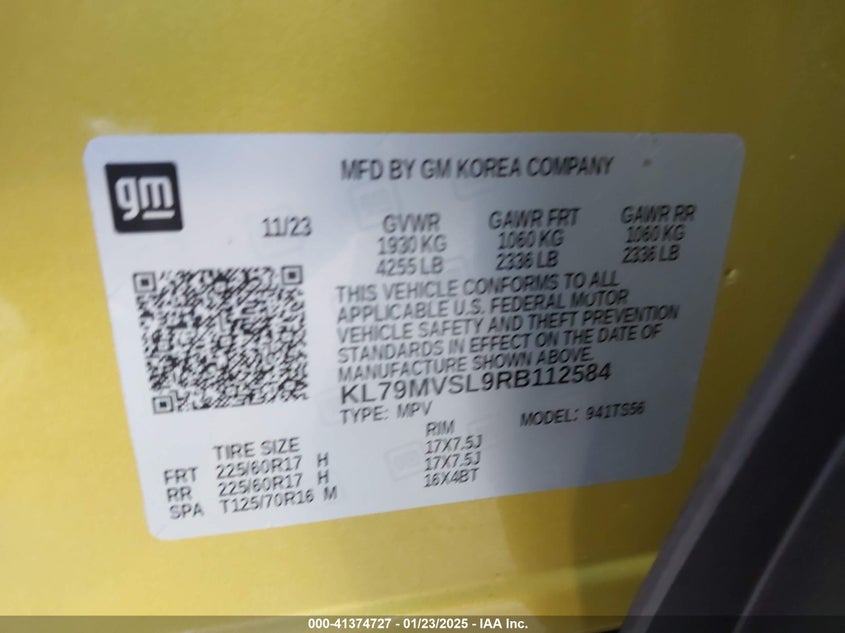 gm
MFD BY GM KOREA COMPANY
11/23
GVWR
1930 KG
4255 LB
GAWR FRT
1060 KG
2336 LB
GAWR RR
1060 KG
2336 LB
THIS VEHICLE CONFORMS TO ALL
APPLICABLE U.S. FEDERAL MOTOR
VEHICLE SAFETY AND THEFT PREVENTION
STANDARDS IN EFFECT ON THE DATE OF
MANUFACTURE SHOWN ABOVE.
KL79MVSL9RB112584
TYPE: MPV MODEL: 941TS56
TIRE SIZE RIM
FRT 225/60R17 H 17X7.5J
RR 225/60R17 H 17X7.5J
SPA T125/70R16 M 16X4BT
000-41374727 - 01/23/2025 - IAA Inc.